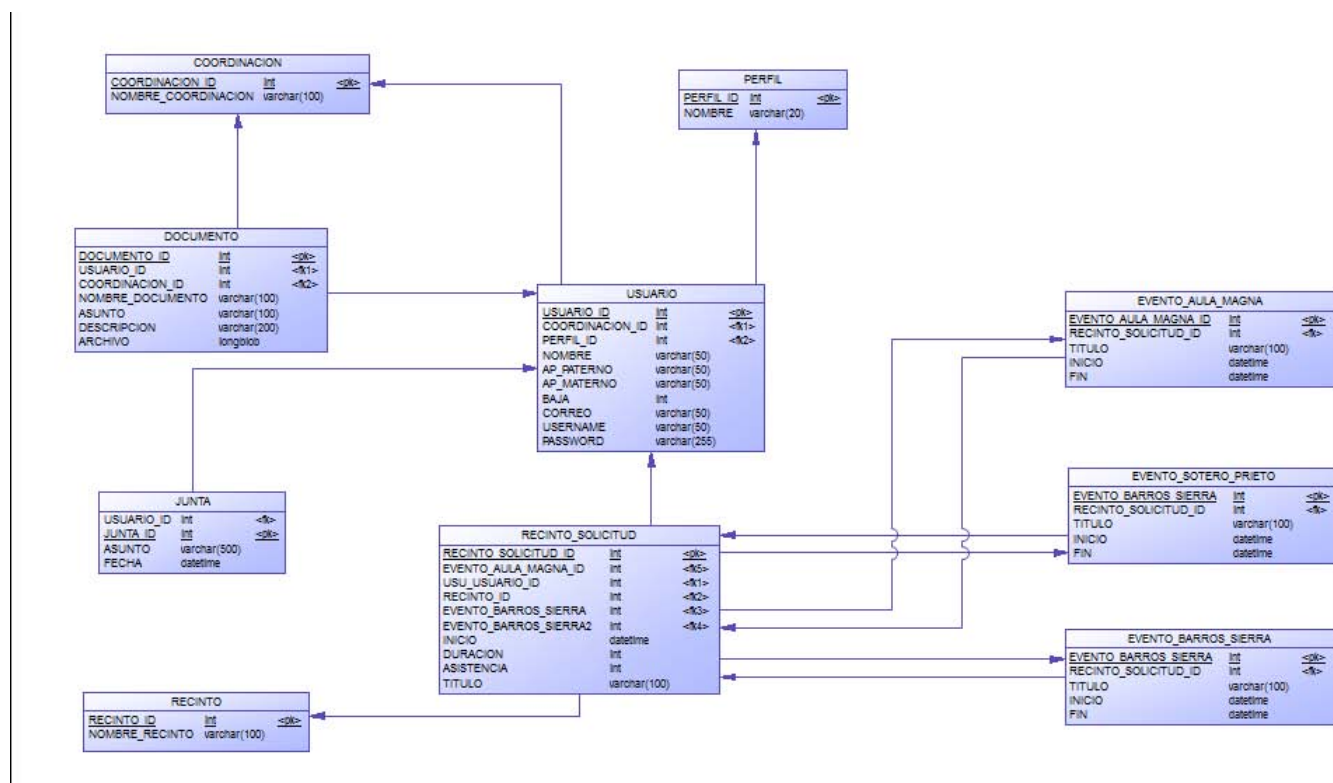 COORDINACION
COORDINACION_ID Int <pk>
NOMBRE_COORDINACION varchar(100)
PERFIL
PERFIL_ID Int <pk>
NOMBRE varchar(20)
DOCUMENTO
DOCUMENTO_ID Int <pk>
USUARIO_ID Int <fk1>
COORDINACION_ID Int <fk2>
NOMBRE_DOCUMENTO varchar(100)
ASUNTO varchar(100)
DESCRIPCION varchar(200)
ARCHIVO longblob
USUARIO
USUARIO_ID Int <pk>
COORDINACION_ID Int <fk1>
PERFIL_ID Int <fk2>
NOMBRE varchar(50)
AP_PATERNO varchar(50)
AP_MATERNO varchar(50)
BAJA Int
CORREO varchar(50)
USERNAME varchar(50)
PASSWORD varchar(255)
EVENTO_AULA_MAGNA
EVENTO_AULA_MAGNA_ID Int <pk>
RECINTO_SOLICITUD_ID Int <fk>
TITULO varchar(100)
INICIO datetime
FIN datetime
JUNTA
USUARIO_ID Int <fk>
JUNTA_ID Int <pk>
ASUNTO varchar(500)
FECHA datetime
RECINTO_SOLICITUD
RECINTO_SOLICITUD_ID Int <pk>
EVENTO_AULA_MAGNA_ID Int <fk5>
USU_USUARIO_ID Int <fk1>
RECINTO_ID Int <fk2>
EVENTO_BARROS_SIERRA Int <fk3>
EVENTO_BARROS_SIERRA2 Int <fk4>
INICIO datetime
DURACION Int
ASISTENCIA Int
TITULO varchar(100)
EVENTO_SOTERO_PRIETO
EVENTO_BARROS_SIERRA Int <pk>
RECINTO_SOLICITUD_ID Int <fk>
TITULO varchar(100)
INICIO datetime
FIN datetime
EVENTO_BARROS_SIERRA
EVENTO_BARROS_SIERRA Int <pk>
RECINTO_SOLICITUD_ID Int <fk>
TITULO varchar(100)
INICIO datetime
FIN datetime
RECINTO
RECINTO_ID Int <pk>
NOMBRE_RECINTO varchar(100)